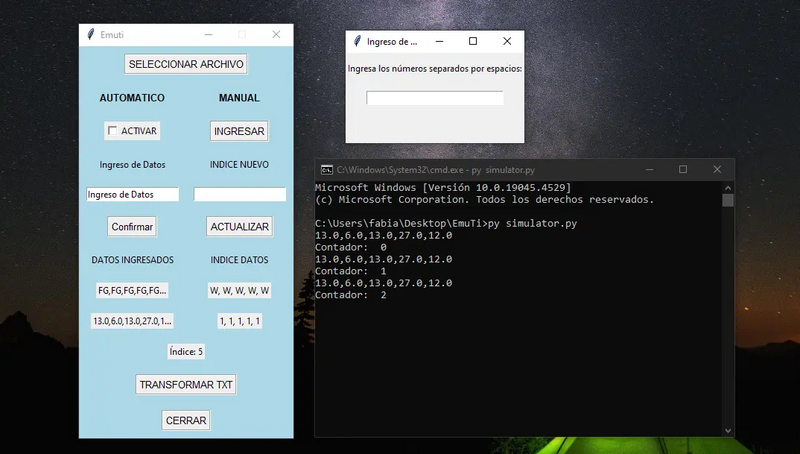 Emuti
SELECCIONAR ARCHIVO
AUTOMATICO
MANUAL
ACTIVAR
INGRESAR
Ingreso de Datos
INDICE NUEVO
Ingreso de Datos
Confirmar
ACTUALIZAR
DATOS INGRESADOS
INDICE DATOS
FG,FG,FG,FG,FG...
W, W, W, W, W
13.0,6.0,13.0,27.0,1...
1, 1, 1, 1, 1
Índice: 5
TRANSFORMAR TXT
CERRAR
Ingreso de ...
Ingresa los números separados por espacios:
C:\Windows\System32\cmd.exe - py simulator.py
Microsoft Windows [Versión 10.0.19045.4529]
(c) Microsoft Corporation. Todos los derechos reservados.
C:\Users\fabia\Desktop\EmuTi>py simulator.py
13.0,6.0,13.0,27.0,12.0
Contador:  0
13.0,6.0,13.0,27.0,12.0
Contador:  1
13.0,6.0,13.0,27.0,12.0
Contador:  2